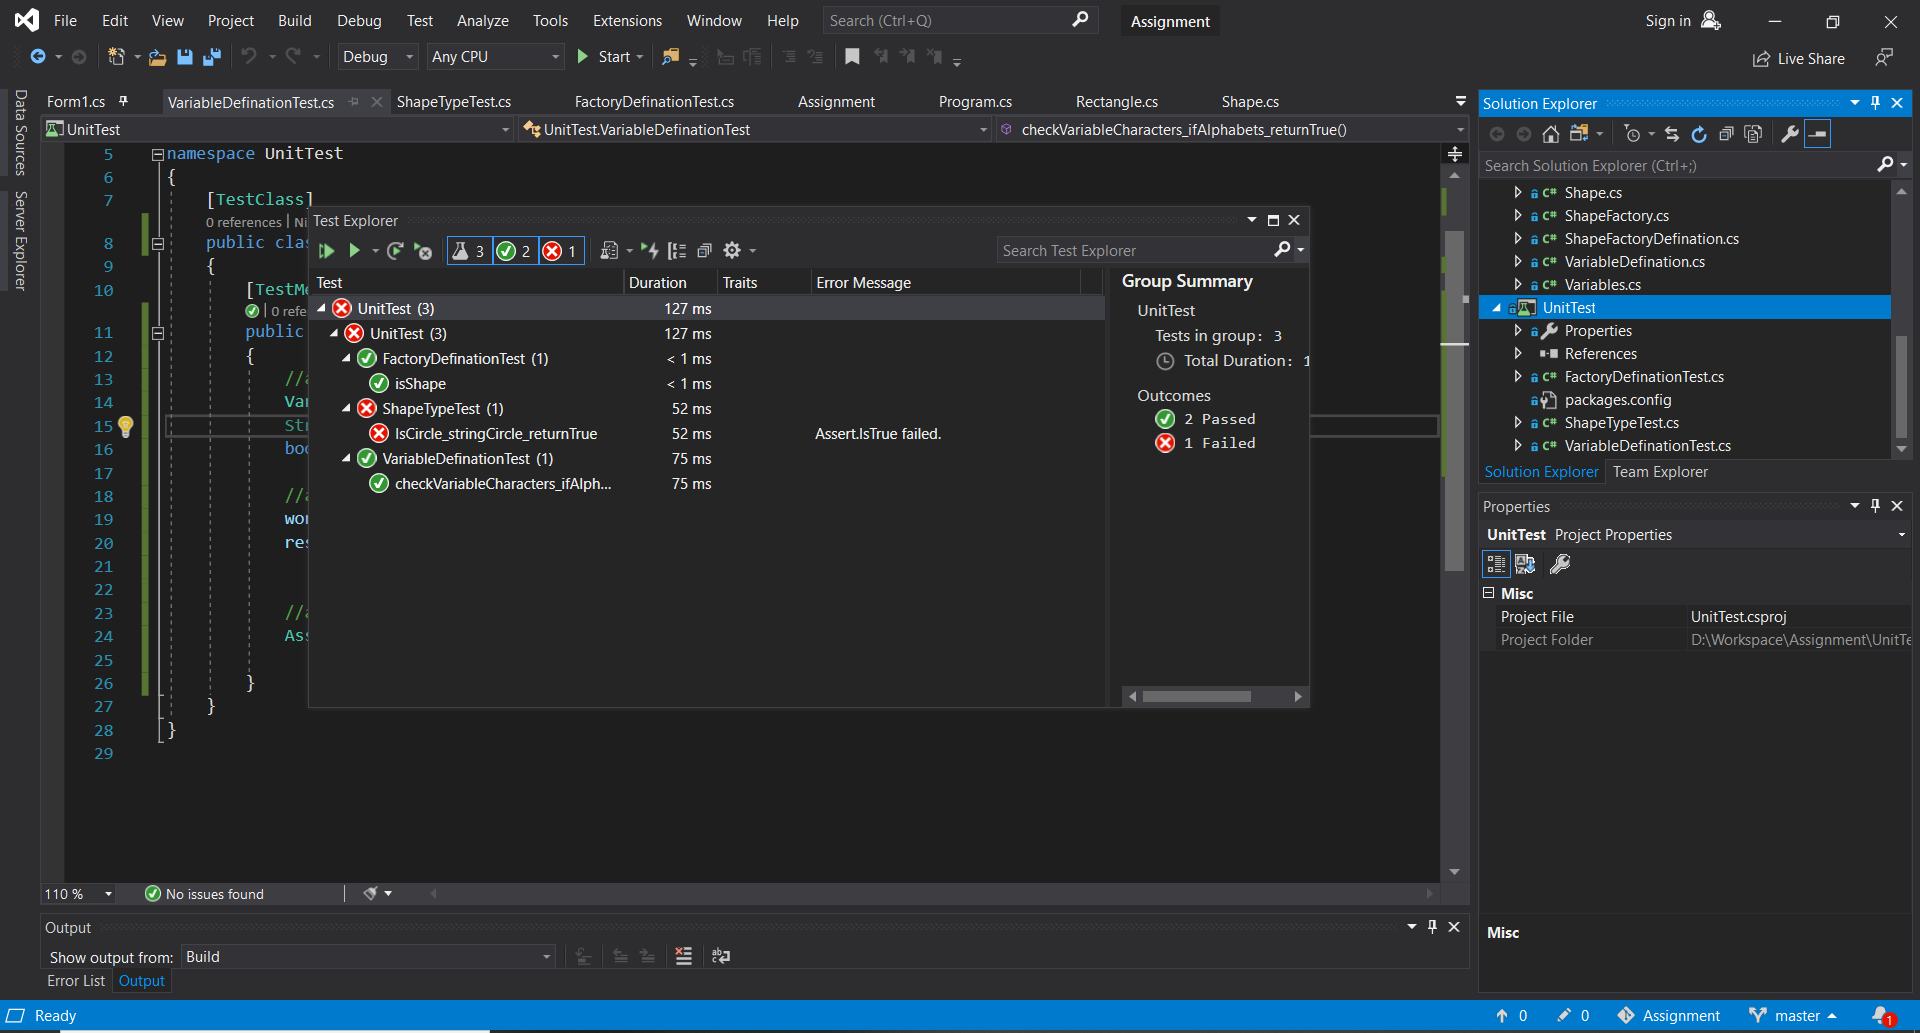 File Edit View Project Build Debug Test Analyze Tools Extensions Window Help Search (Ctrl+Q) Assignment Sign in
Debug Any CPU Start Live Share
Data Sources
Server Explorer
Form1.cs VariableDefinationTest.cs ShapeTypeTest.cs FactoryDefinationTest.cs Assignment Program.cs Rectangle.cs Shape.cs
UnitTest UnitTest.VariableDefinationTest checkVariableCharacters_ifAlphabets_returnTrue()
5 namespace UnitTest
6 {
7 [TestClass]
0 references | Ni
8 public clas
9 {
10 [TestMe
0 refe
11 public
12 {
13 //a
14 Var
15 Str
16 boo
17
18 //a
19 wor
20 res
21
22
23 //a
24 Ass
25
26 }
27 }
28 }
29
Test Explorer
3 2 1 Search Test Explorer
Test Duration Traits Error Message
UnitTest (3) 127 ms
UnitTest (3) 127 ms
FactoryDefinationTest (1) < 1 ms
isShape < 1 ms
ShapeTypeTest (1) 52 ms
IsCircle_stringCircle_returnTrue 52 ms Assert.IsTrue failed.
VariableDefinationTest (1) 75 ms
checkVariableCharacters_ifAlph... 75 ms
Group Summary
UnitTest
Tests in group: 3
Total Duration: 1
Outcomes
2 Passed
1 Failed
110 % No issues found
Output
Show output from: Build
Error List Output
Solution Explorer
Search Solution Explorer (Ctrl+;)
C# Shape.cs
C# ShapeFactory.cs
C# ShapeFactoryDefination.cs
C# VariableDefination.cs
C# Variables.cs
UnitTest
Properties
References
C# FactoryDefinationTest.cs
packages.config
C# ShapeTypeTest.cs
C# VariableDefinationTest.cs
Solution Explorer Team Explorer
Properties
UnitTest Project Properties
Misc
Project File UnitTest.csproj
Project Folder D:\Workspace\Assignment\UnitTe
Misc
Ready 0 0 Assignment master 1